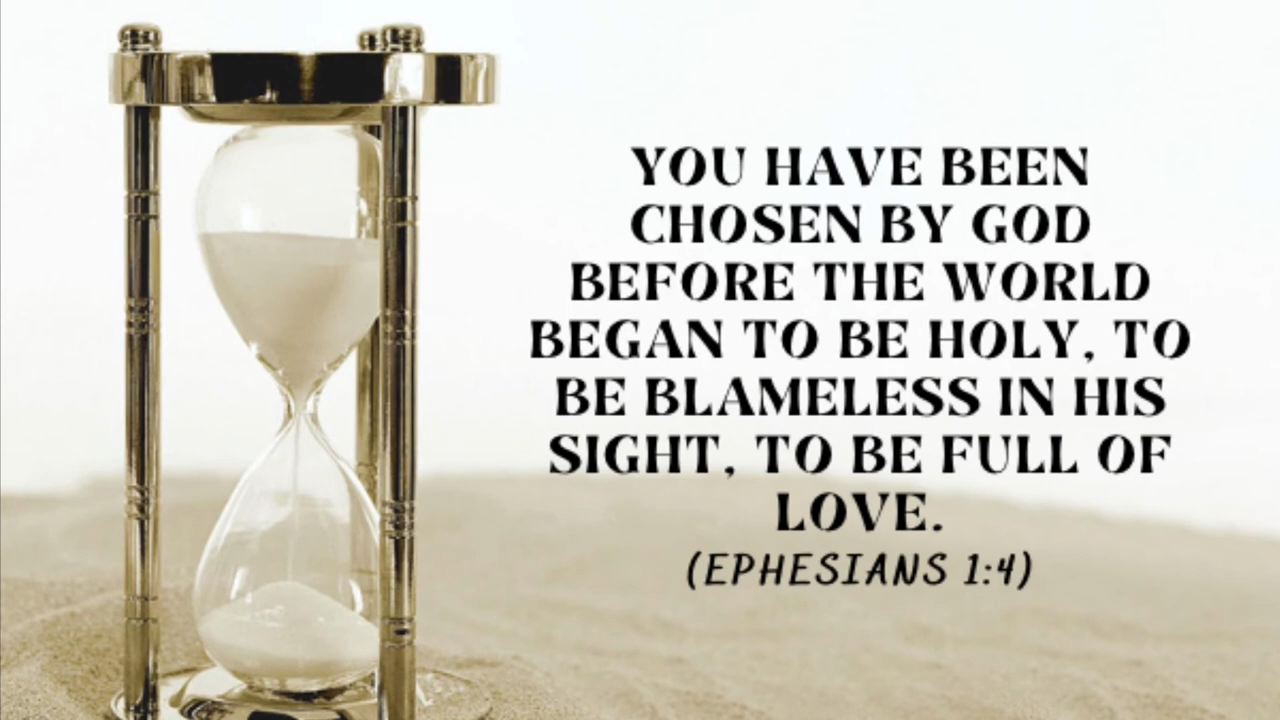 YOU HAVE BEEN
CHOSEN BY GOD
BEFORE THE WORLD
BEGAN TO BE HOLY, TO
BE BLAMELESS IN HIS
SIGHT, TO BE FULL OF
LOVE.
(EPHESIANS 1:4)